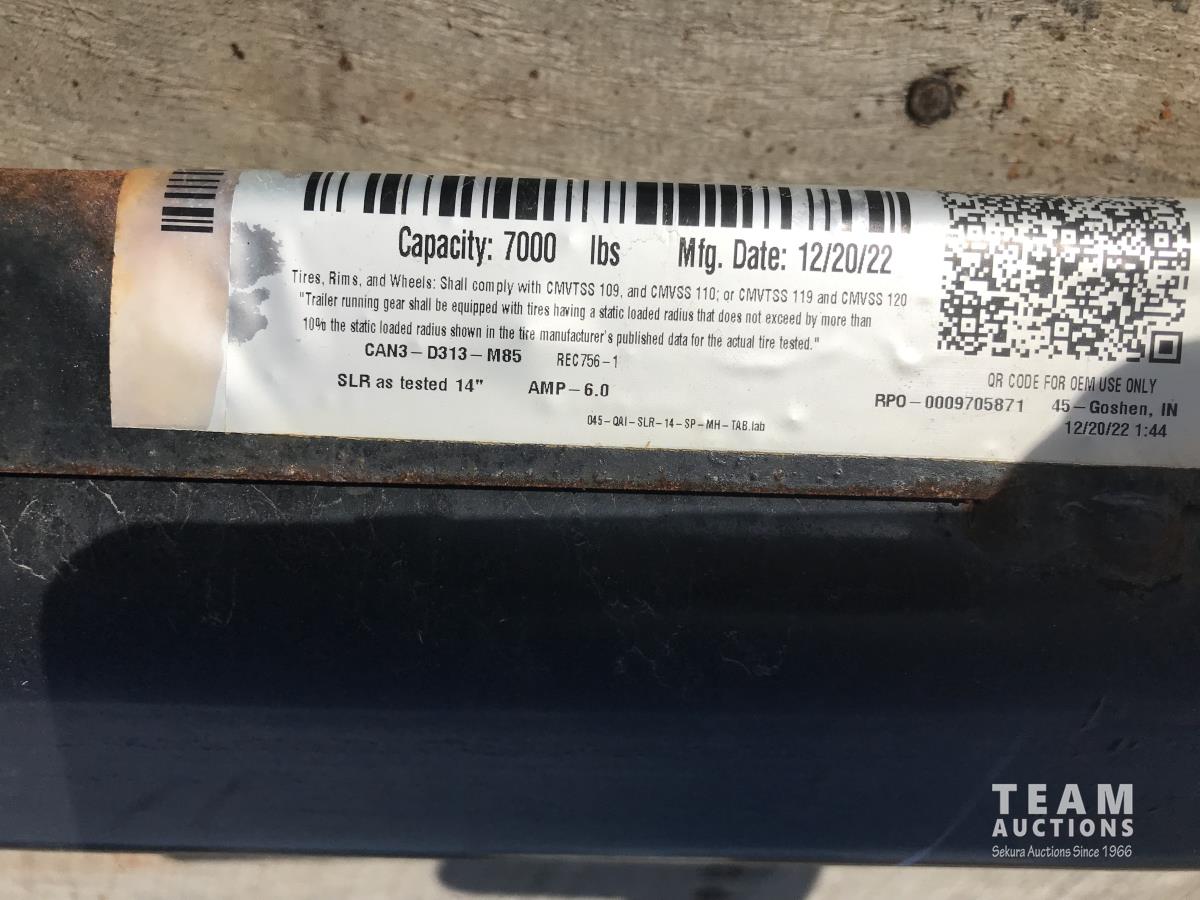 Capacity: 7000 lbs Mfg. Date: 12/20/22
Tires, Rims, and Wheels: Shall comply with CMVTSS 109, and CMVSS 110; or CMVTSS 119 and CMVSS 120
"Trailer running gear shall be equipped with tires having a static loaded radius that does not exceed by more than
10% the static loaded radius shown in the tire manufacturer's published data for the actual tire tested."
CAN3-D313-M85 REC756-1
SLR as tested 14" AMP-6.0
045-QAI-SLR-14-SP-MH-TAB.lab
QR CODE FOR OEM USE ONLY
RPO-0009705871 45-Goshen, IN
12/20/22 1:44
TEAM
AUCTIONS
Sekura Auctions Since 1966